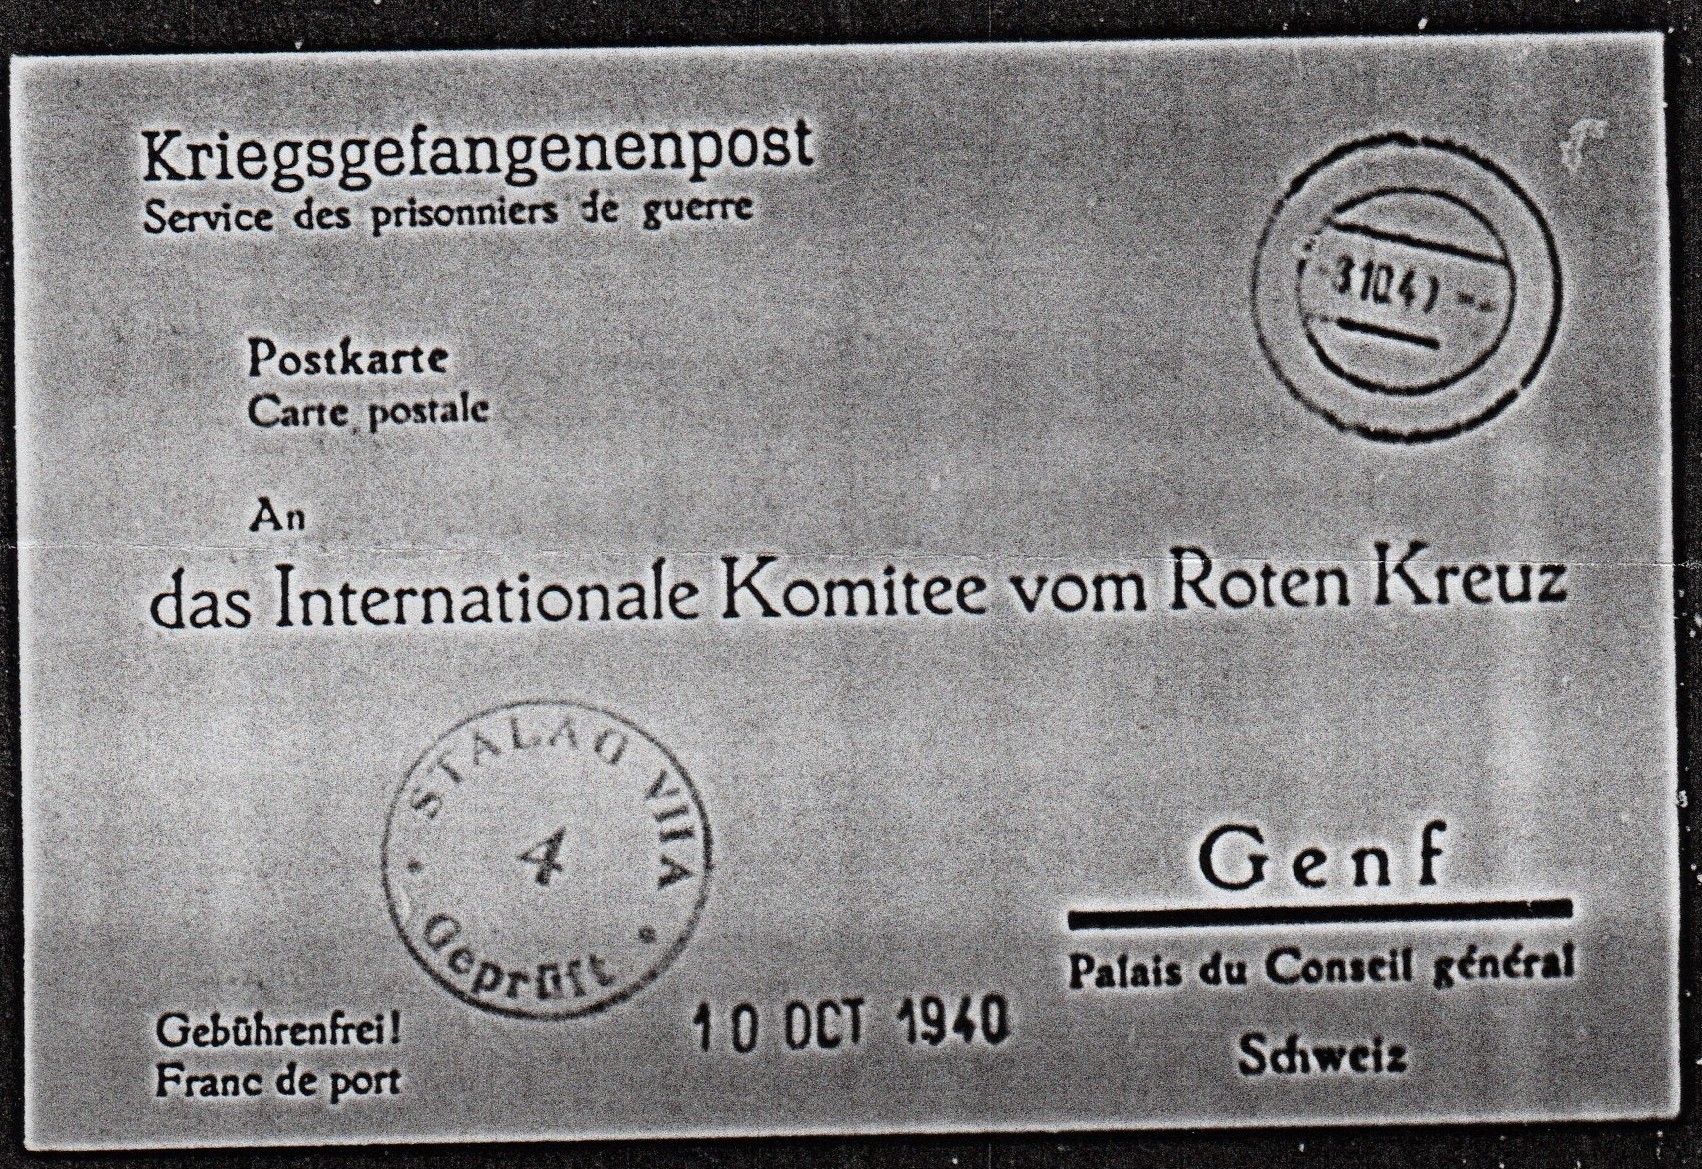 Kriegsgefangenenpost
Service des prisonniers de guerre
Postkarte
Carte postale
An
das Internationale Komitee vom Roten Kreuz
STALAG VII A
4
Geprüft
Genf
Palais du Conseil général
Schweiz
Gebührenfrei!
Franc de port
10 OCT 1940